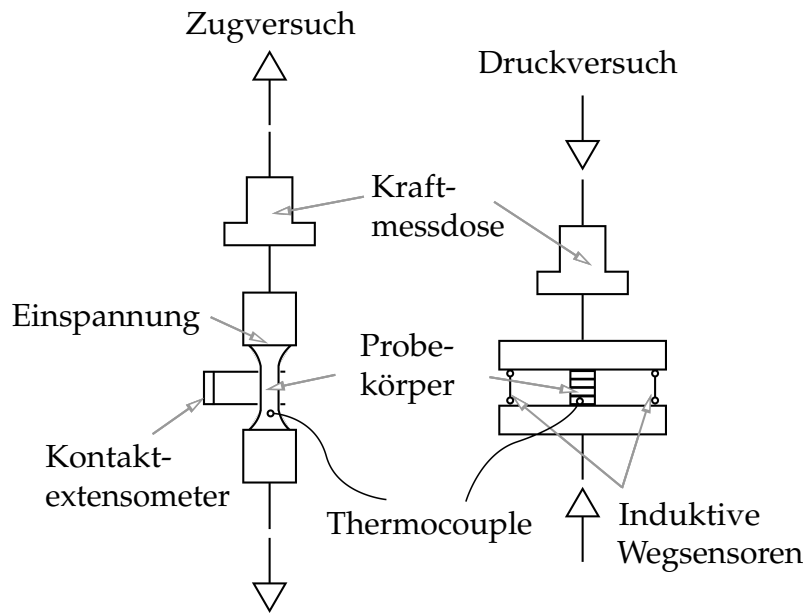 Zugversuch
Druckversuch
Kraft-
messdose
Einspannung
Probe-
körper
Kontakt-
extensometer
Thermocouple
Induktive
Wegsensoren